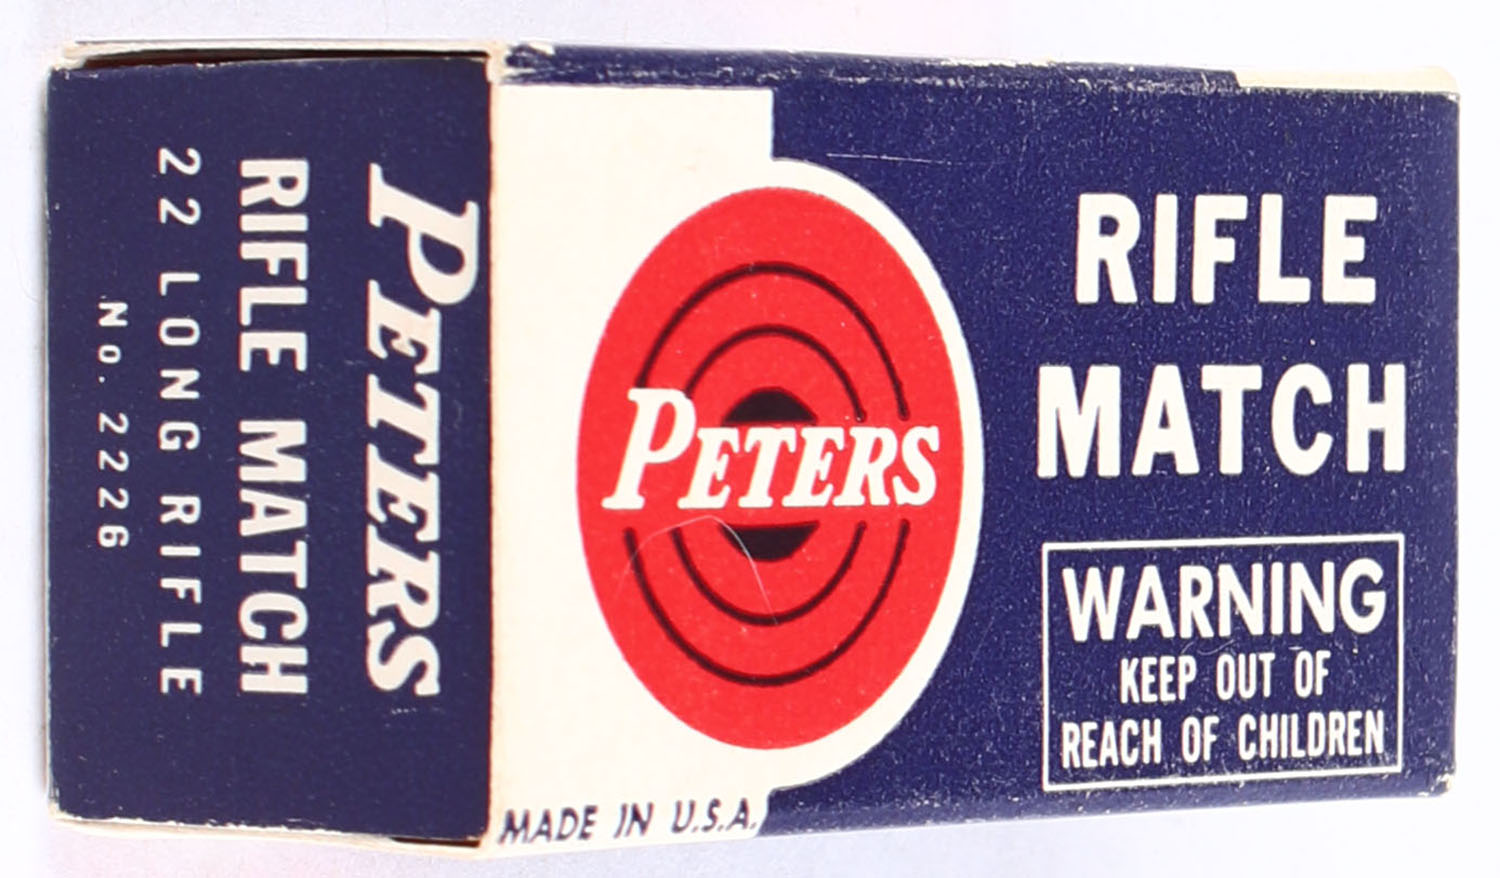 PETERS
RIFLE MATCH
22 LONG RIFLE
No. 2226
PETERS
MADE IN U.S.A.
RIFLE
MATCH
WARNING
KEEP OUT OF
REACH OF CHILDREN